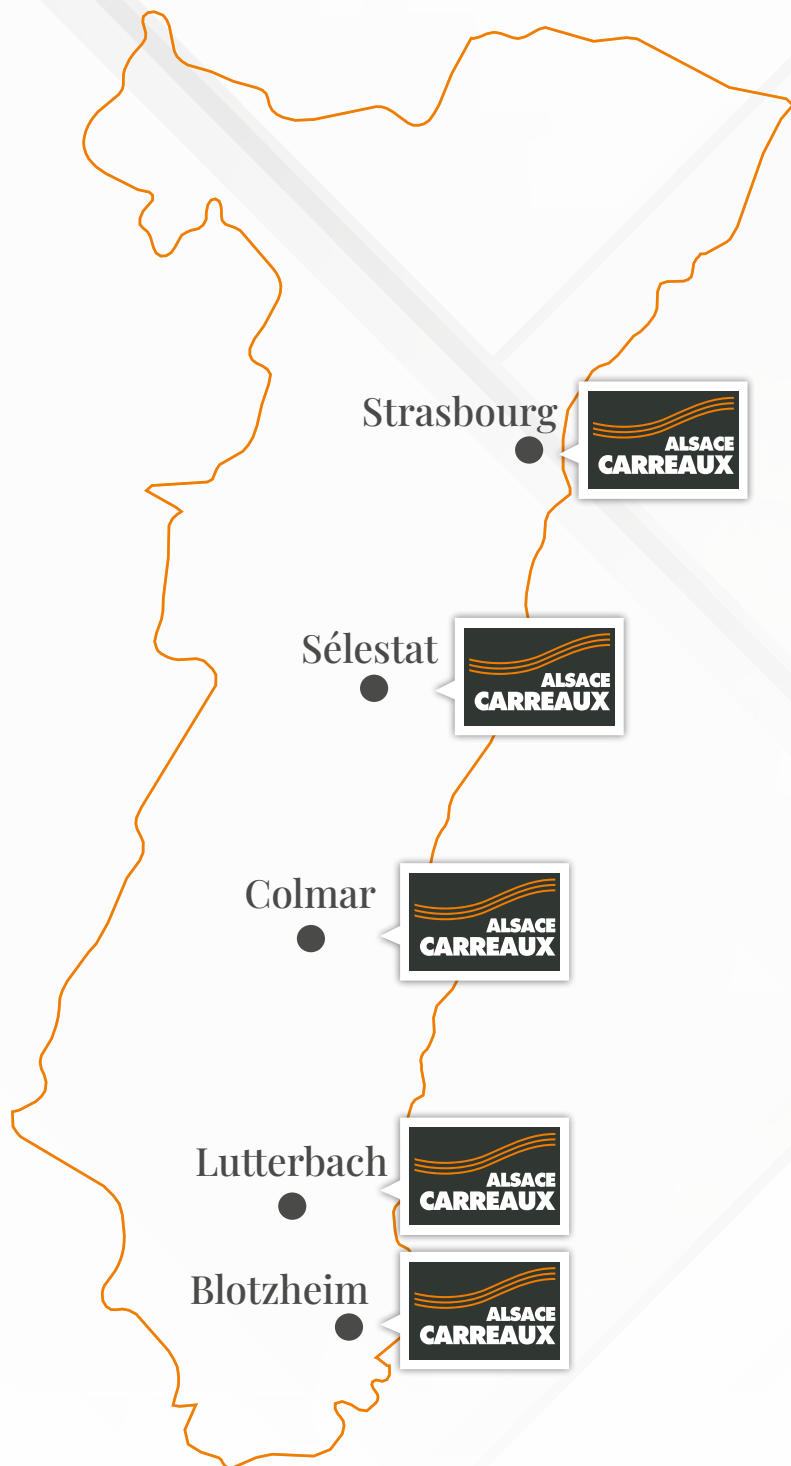 Strasbourg
ALSACE
CARREAUX
Sélestat
ALSACE
CARREAUX
Colmar
ALSACE
CARREAUX
Lutterbach
ALSACE
CARREAUX
Blotzheim
ALSACE
CARREAUX